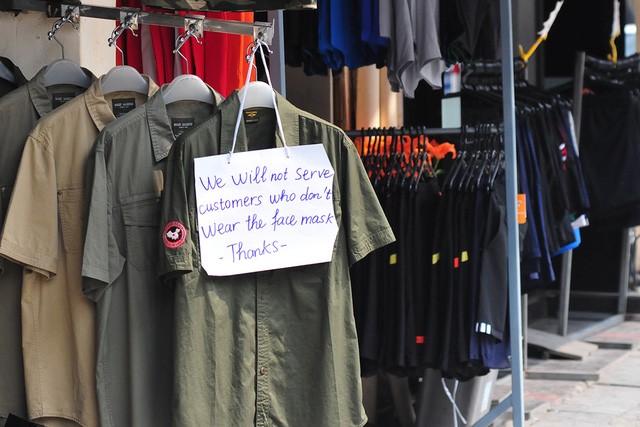 We Will not Serve
customers who don't
Wear the face mask
- Thanks -